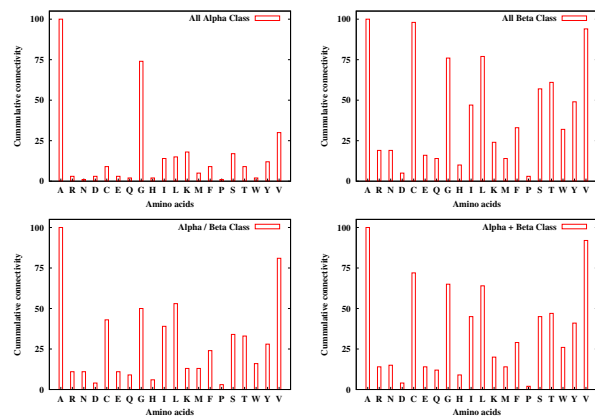 All Alpha Class
Cummulative connectivity
100
75
50
25
0
A R N D C E Q G H I L K M F P S T W Y V
Amino acids
All Beta Class
Cummulative connectivity
100
75
50
25
0
A R N D C E Q G H I L K M F P S T W Y V
Amino acids
Alpha / Beta Class
Cummulative connectivity
100
75
50
25
0
A R N D C E Q G H I L K M F P S T W Y V
Amino acids
Alpha + Beta Class
Cummulative connectivity
100
75
50
25
0
A R N D C E Q G H I L K M F P S T W Y V
Amino acids